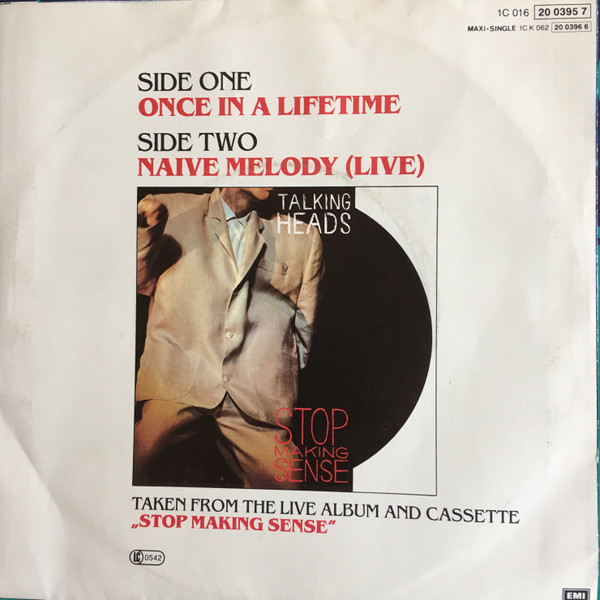 1C 016 20 0395 7
MAXI-SINGLE 1C K 062 20 0396 6
SIDE ONE
ONCE IN A LIFETIME
SIDE TWO
NAIVE MELODY (LIVE)
TALKING
HEADS
STOP
MAKING
SENSE
TAKEN FROM THE LIVE ALBUM AND CASSETTE
„STOP MAKING SENSE“
LC 0542
EMI